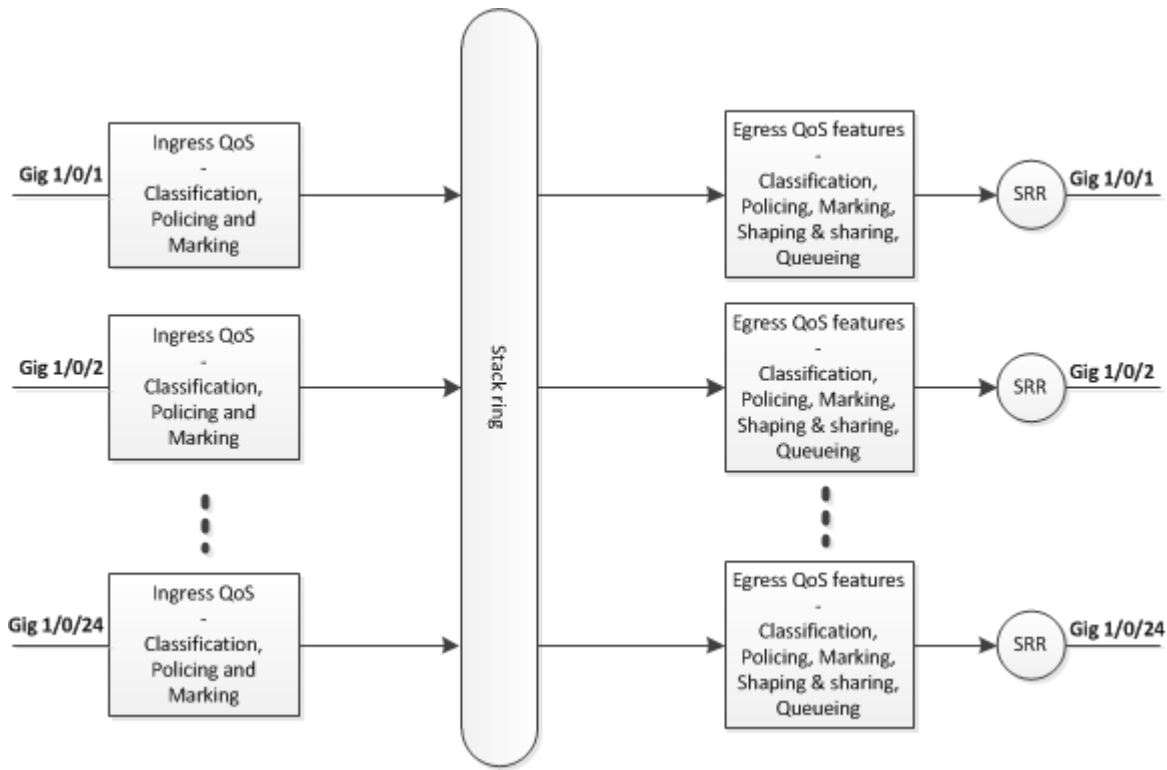 Gig 1/0/1
Ingress QoS
-
Classification,
Policing and
Marking
Stack ring
Egress QoS features
-
Classification,
Policing, Marking,
Shaping & sharing,
Queueing
SRR
Gig 1/0/1
Gig 1/0/2
Ingress QoS
-
Classification,
Policing and
Marking
Egress QoS features
-
Classification,
Policing, Marking,
Shaping & sharing,
Queueing
SRR
Gig 1/0/2
Gig 1/0/24
Ingress QoS
-
Classification,
Policing and
Marking
Egress QoS features
-
Classification,
Policing, Marking,
Shaping & sharing,
Queueing
SRR
Gig 1/0/24